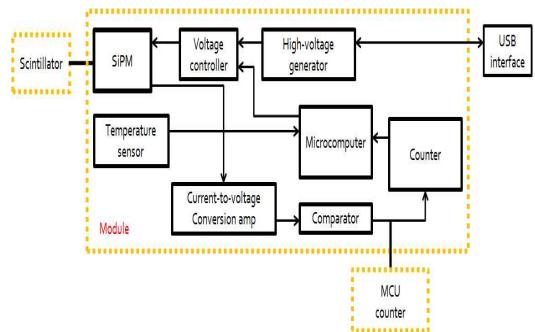 Scintillator
SiPM
Voltage
controller
High-voltage
generator
USB
interface
Temperature
sensor
Microcomputer
Counter
Current-to-voltage
Conversion amp
Comparator
Module
MCU
counter